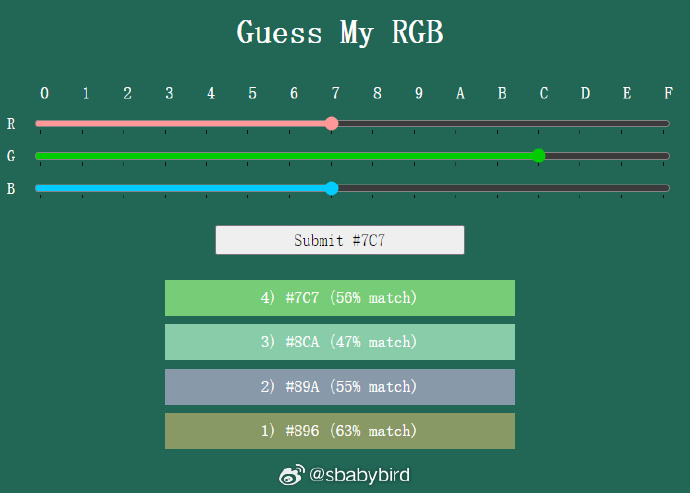 Guess My RGB
0 1 2 3 4 5 6 7 8 9 A B C D E F
R
G
B
Submit #7C7
4) #7C7 (56% match)
3) #8CA (47% match)
2) #89A (55% match)
1) #896 (63% match)
@sbabybird